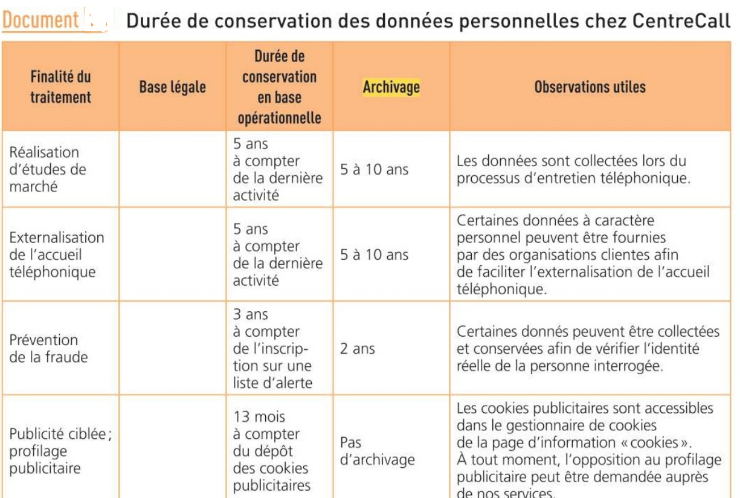 Document Durée de conservation des données personnelles chez CentreCall
Finalité du
traitement
Base légale
Durée de
conservation
en base
opérationnelle
Archivage
Observations utiles
Réalisation
d'études de
marché
5 ans
à compter
de la dernière
activité
5 à 10 ans
Les données sont collectées lors du
processus d'entretien téléphonique.
Externalisation
de l'accueil
téléphonique
5 ans
à compter
de la dernière
activité
5 à 10 ans
Certaines données à caractère
personnel peuvent être fournies
par des organisations clientes afin
de faciliter l'externalisation de l'accueil
téléphonique.
Prévention
de la fraude
3 ans
à compter
de l'inscrip-
tion sur une
liste d'alerte
2 ans
Certaines donnés peuvent être collectées
et conservées afin de vérifier l'identité
réelle de la personne interrogée.
Publicité ciblée ;
profilage
publicitaire
13 mois
à compter
du dépôt
des cookies
publicitaires
Pas
d'archivage
Les cookies publicitaires sont accessibles
dans le gestionnaire de cookies
de la page d'information « cookies ».
À tout moment, l'opposition au profilage
publicitaire peut être demandée auprès
de nos services.